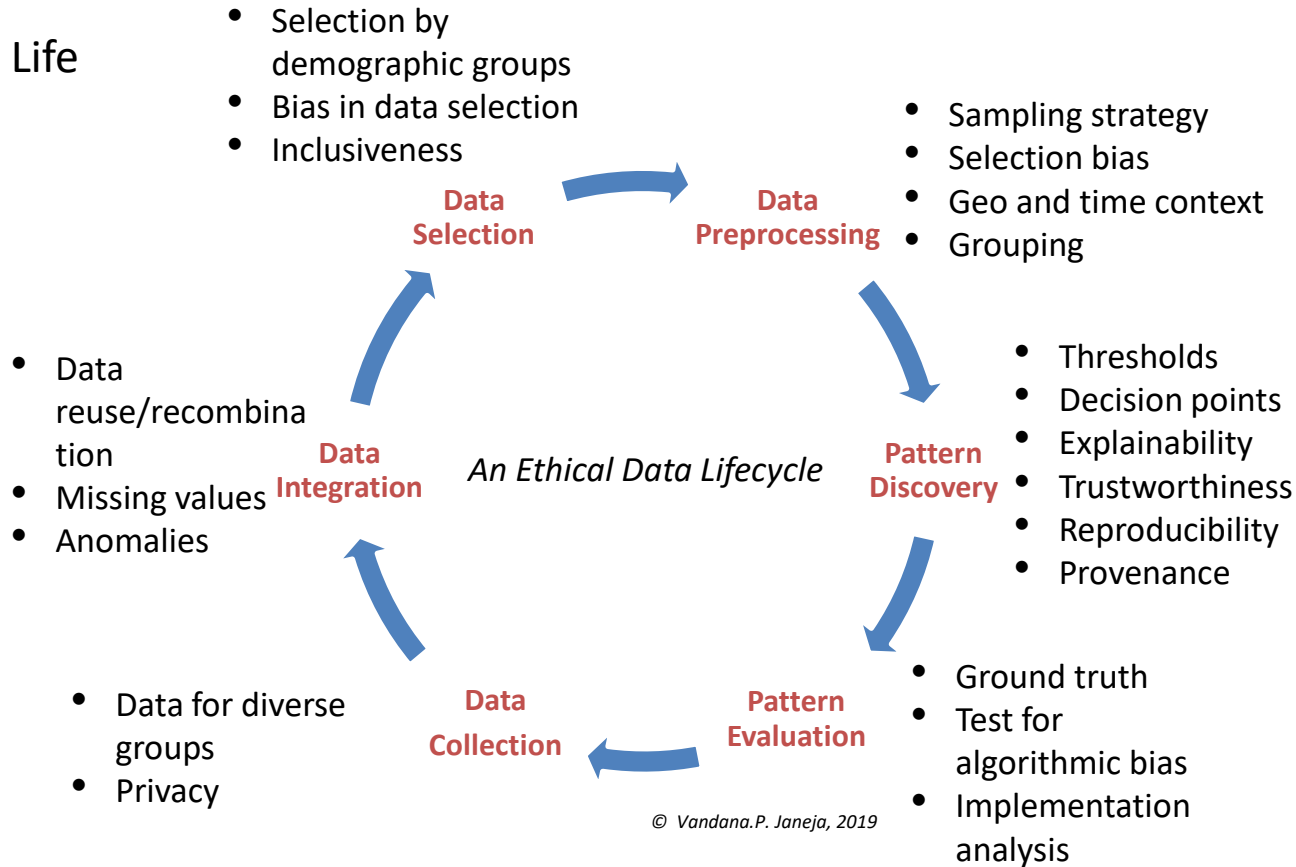 Life
• Selection by
demographic groups
• Bias in data selection
• Inclusiveness
Data
Selection
Data
Preprocessing
• Sampling strategy
• Selection bias
• Geo and time context
• Grouping
• Data
reuse/recombina
tion
• Missing values
• Anomalies
Data
Integration
An Ethical Data Lifecycle
Pattern
Discovery
• Thresholds
• Decision points
• Explainability
• Trustworthiness
• Reproducibility
• Provenance
• Data for diverse
groups
• Privacy
Data
Collection
Pattern
Evaluation
• Ground truth
• Test for
algorithmic bias
• Implementation
analysis
© Vandana.P. Janeja, 2019